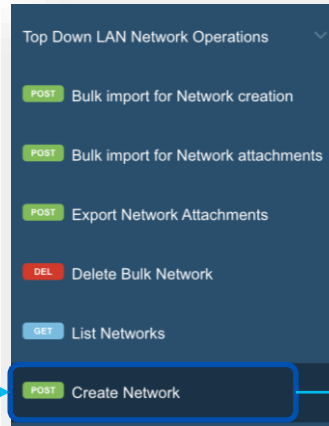 Top Down LAN Network Operations
POST Bulk import for Network creation
POST Bulk import for Network attachments
POST Export Network Attachments
DEL Delete Bulk Network
GET List Networks
POST Create Network